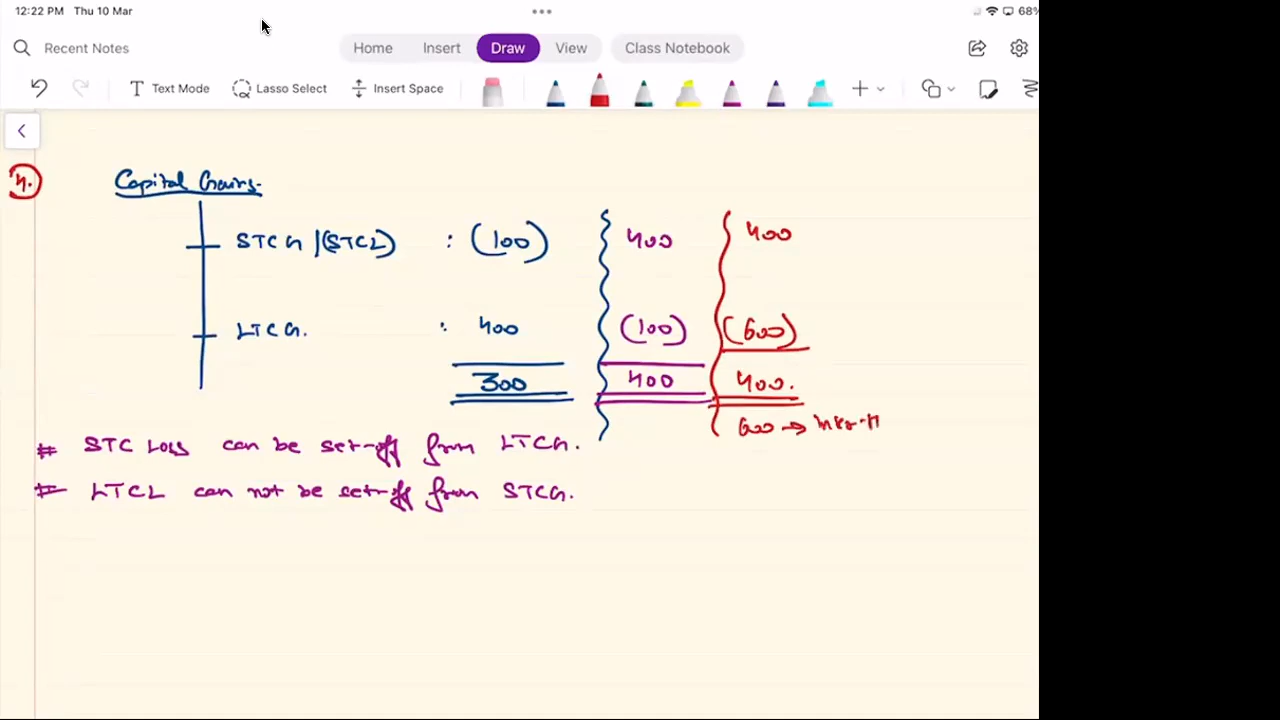 12:22 PM Thu 10 Mar
68%
Recent Notes
Home Insert Draw View Class Notebook
Text Mode Lasso Select Insert Space
4.
Capital Gains.
STCG/(STCL) : (100) 400 400
LTCG. : 400 (100) (600)
300 400 400.
600 →
# STC Loss can be set-off from LTCG.
# LTCL can not be set-off from STCG.